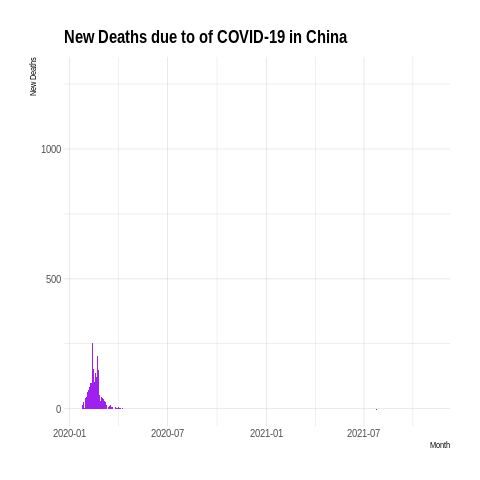 New Deaths due to of COVID-19 in China
New Deaths
1000
500
0
2020-01 2020-07 2021-01 2021-07
Month